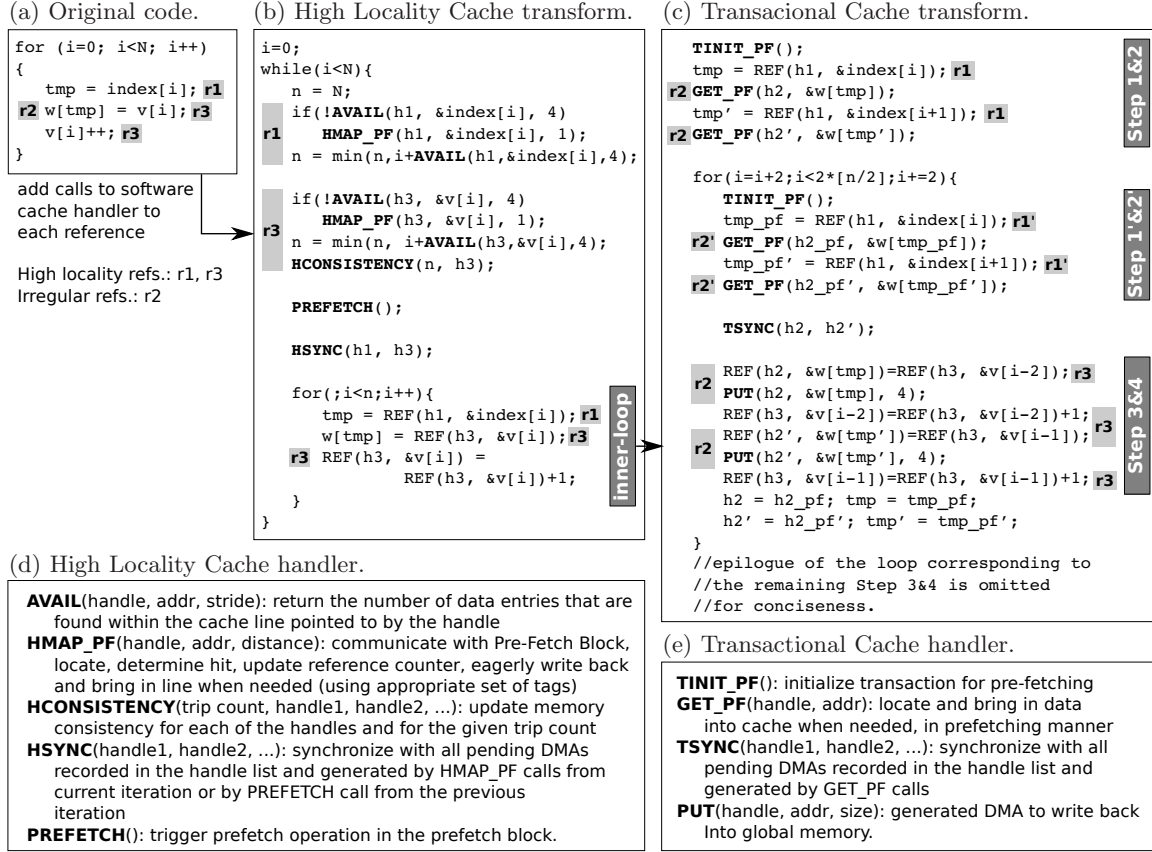 (a) Original code.
for (i=0; i<N; i++)
{
tmp = index[i]; r1
r2 w[tmp] = v[i]; r3
v[i]++; r3
}
add calls to software
cache handler to
each reference
High locality refs.: r1, r3
Irregular refs.: r2
(b) High Locality Cache transform.
i=0;
while(i<N){
n = N;
if(!AVAIL(h1, &index[i], 4)
r1 HMAP_PF(h1, &index[i], 1);
n = min(n,i+AVAIL(h1,&index[i],4);
if(!AVAIL(h3, &v[i], 4)
HMAP_PF(h3, &v[i], 1);
r3 n = min(n, i+AVAIL(h3,&v[i],4);
HCONSISTENCY(n, h3);
PREFETCH();
HSYNC(h1, h3);
for(;i<n;i++){
tmp = REF(h1, &index[i]); r1
w[tmp] = REF(h3, &v[i]); r3
r3 REF(h3, &v[i]) =
REF(h3, &v[i])+1;
}
}
inner-loop
(c) Transacional Cache transform.
TINIT_PF();
tmp = REF(h1, &index[i]); r1
r2 GET_PF(h2, &w[tmp]);
tmp' = REF(h1, &index[i+1]); r1
r2 GET_PF(h2', &w[tmp']);
Step 1&2
for(i=i+2;i<2*[n/2];i+=2){
TINIT_PF();
tmp_pf = REF(h1, &index[i]); r1'
r2' GET_PF(h2_pf, &w[tmp_pf]);
tmp_pf' = REF(h1, &index[i+1]); r1'
r2' GET_PF(h2_pf', &w[tmp_pf']);
Step 1'&2'
TSYNC(h2, h2');
REF(h2, &w[tmp])=REF(h3, &v[i-2]); r3
r2 PUT(h2, &w[tmp], 4);
REF(h3, &v[i-2])=REF(h3, &v[i-2])+1;
r3
REF(h2', &w[tmp'])=REF(h3, &v[i-1]);
r2 PUT(h2', &w[tmp'], 4);
REF(h3, &v[i-1])=REF(h3, &v[i-1])+1; r3
h2 = h2_pf; tmp = tmp_pf;
h2' = h2_pf'; tmp' = tmp_pf';
Step 3&4
}
//epilogue of the loop corresponding to
//the remaining Step 3&4 is omitted
//for conciseness.
(d) High Locality Cache handler.
AVAIL(handle, addr, stride): return the number of data entries that are
found within the cache line pointed to by the handle
HMAP_PF(handle, addr, distance): communicate with Pre-Fetch Block,
locate, determine hit, update reference counter, eagerly write back
and bring in line when needed (using appropriate set of tags)
HCONSISTENCY(trip count, handle1, handle2, ...): update memory
consistency for each of the handles and for the given trip count
HSYNC(handle1, handle2, ...): synchronize with all pending DMAs
recorded in the handle list and generated by HMAP_PF calls from
current iteration or by PREFETCH call from the previous
iteration
PREFETCH(): trigger prefetch operation in the prefetch block.
(e) Transactional Cache handler.
TINIT_PF(): initialize transaction for pre-fetching
GET_PF(handle, addr): locate and bring in data
into cache when needed, in prefetching manner
TSYNC(handle1, handle2, ...): synchronize with all
pending DMAs recorded in the handle list and
generated by GET_PF calls
PUT(handle, addr, size): generated DMA to write back
Into global memory.